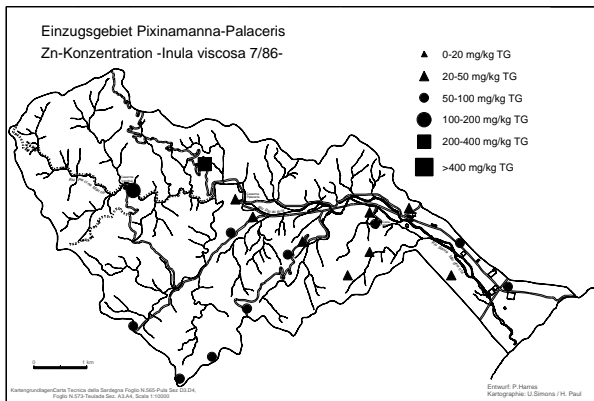 Einzugsgebiet Pixinamanna-Palaceris
Zn-Konzentration -Inula viscosa 7/86-
0-20 mg/kg TG
20-50 mg/kg TG
50-100 mg/kg TG
100-200 mg/kg TG
200-400 mg/kg TG
>400 mg/kg TG
0 1 km
Kartengrundlagen:Carta Tecnica della Sardegna Foglio N.565-Pula Sez D3,D4,
Foglio N.573-Teulada Sez. A3,A4, Scala 1:10000
Entwurf: P.Harres
Kartographie: U.Simons / H. Paul